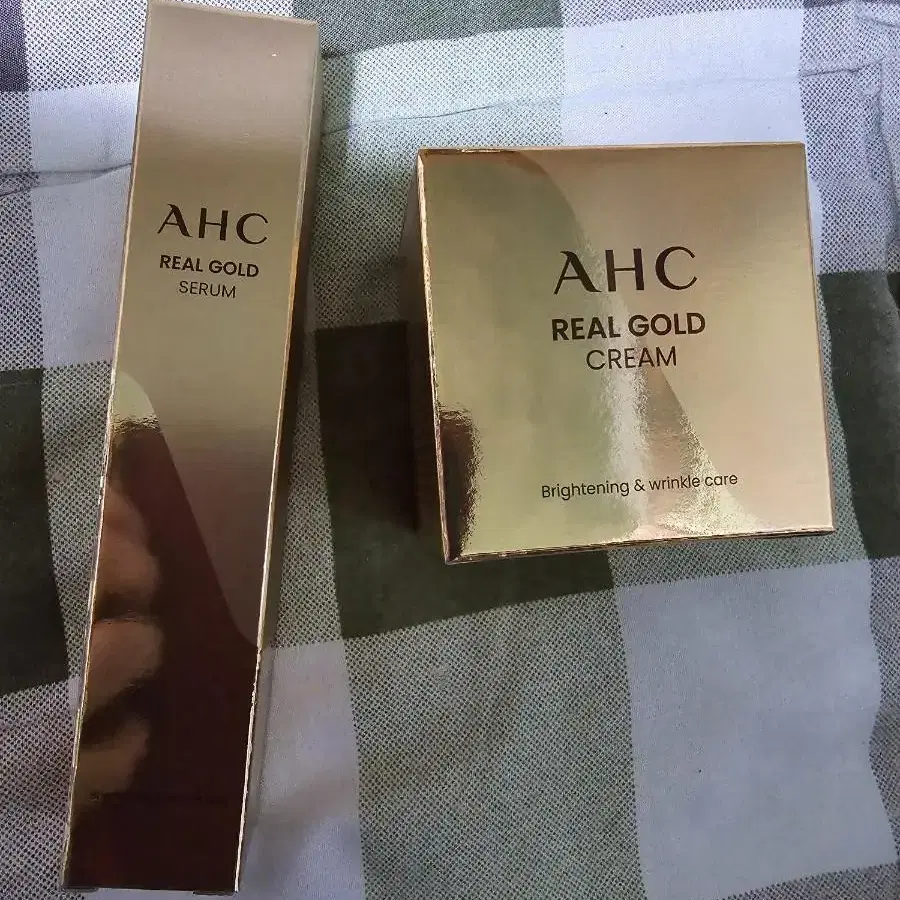 AHC
REAL GOLD
SERUM
AHC
REAL GOLD
CREAM
Brightening & wrinkle care